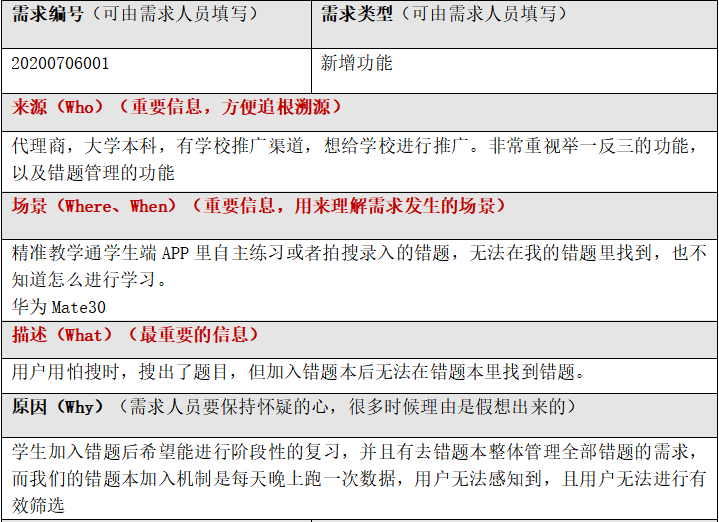 需求编号（可由需求人员填写） 需求类型（可由需求人员填写）
20200706001 新增功能
来源（Who）（重要信息，方便追根溯源）
代理商，大学本科，有学校推广渠道，想给学校进行推广。非常重视举一反三的功能，
以及错题管理的功能
场景（Where、When）（重要信息，用来理解需求发生的场景）
精准教学通学生端 APP 里自主练习或者拍搜录入的错题，无法在我的错题里找到，也不
知道怎么进行学习。
华为 Mate30
描述（What）（最重要的信息）
用户用怕搜时，搜出了题目，但加入错题本后无法在错题本里找到错题。
原因（Why）（需求人员要保持怀疑的心，很多时候理由是假想出来的）
学生加入错题后希望能进行阶段性的复习，并且有去错题本整体管理全部错题的需求，
而我们的错题本加入机制是每天晚上跑一次数据，用户无法感知到，且用户无法进行有
效筛选